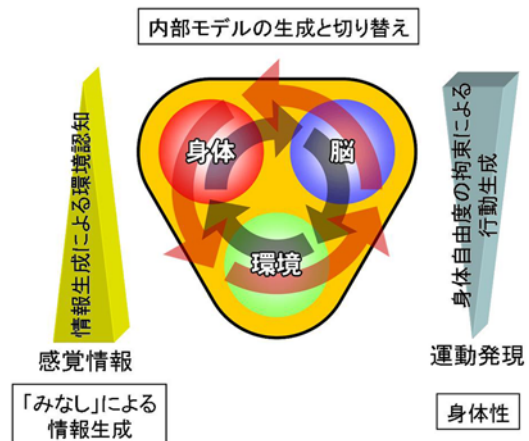 内部モデルの生成と切り替え
情報生成による環境認知
身体
脳
環境
身体自由度の拘束による
行動生成
感覚情報
運動発現
「みなし」による
情報生成
身体性